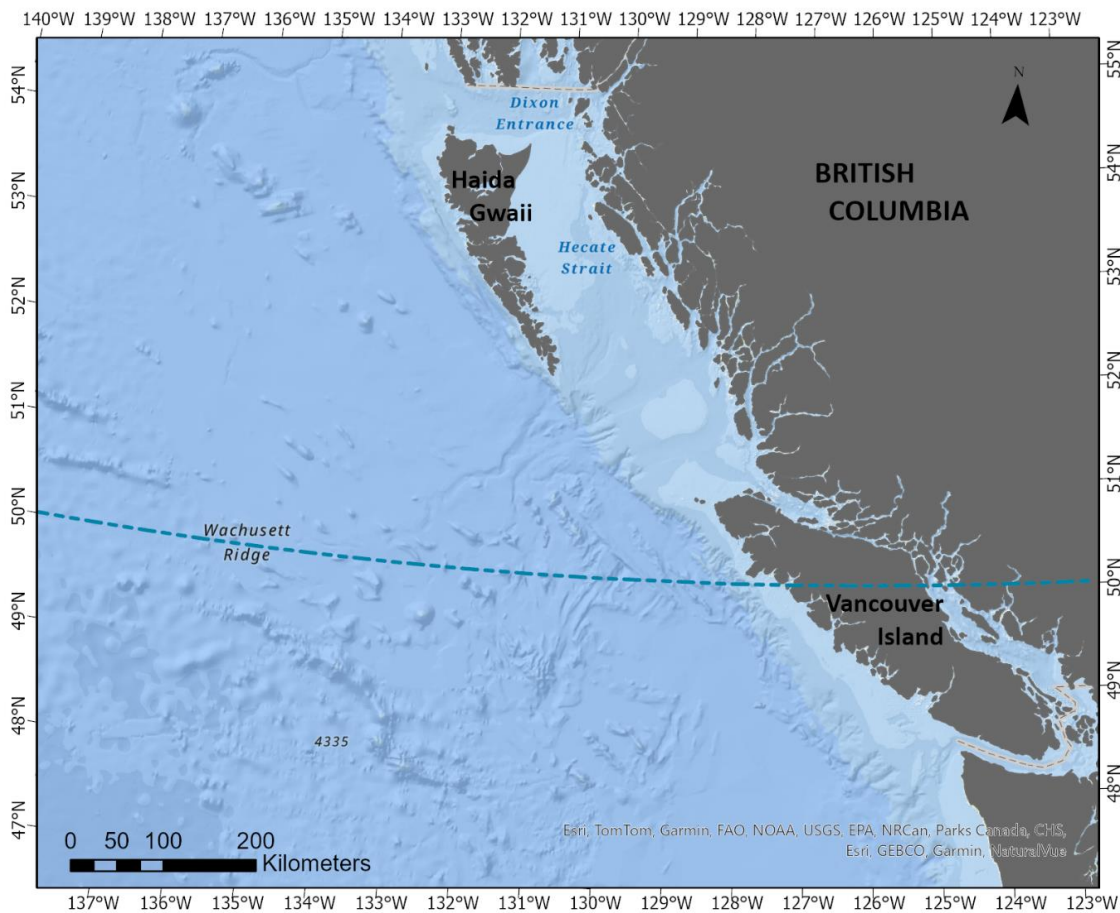 140°W 139°W 138°W 137°W 136°W 135°W 134°W 133°W 132°W 131°W 130°W 129°W 128°W 127°W 126°W 125°W 124°W 123°W
54°N
53°N
52°N
51°N
50°N
49°N
48°N
47°N
Dixon
Entrance
Haida
Gwaii
Hecate
Strait
N
BRITISH
COLUMBIA
Wachusett
Ridge
Vancouver
Island
4335
55°N
54°N
53°N
52°N
51°N
50°N
49°N
48°N
0 50 100 200
Kilometers
Esri, TomTom, Garmin, FAO, NOAA, USGS, EPA, NRCan, Parks Canada, CHS,
Esri, GEBCO, Garmin, NaturalVue
137°W 136°W 135°W 134°W 133°W 132°W 131°W 130°W 129°W 128°W 127°W 126°W 125°W 124°W 123°W